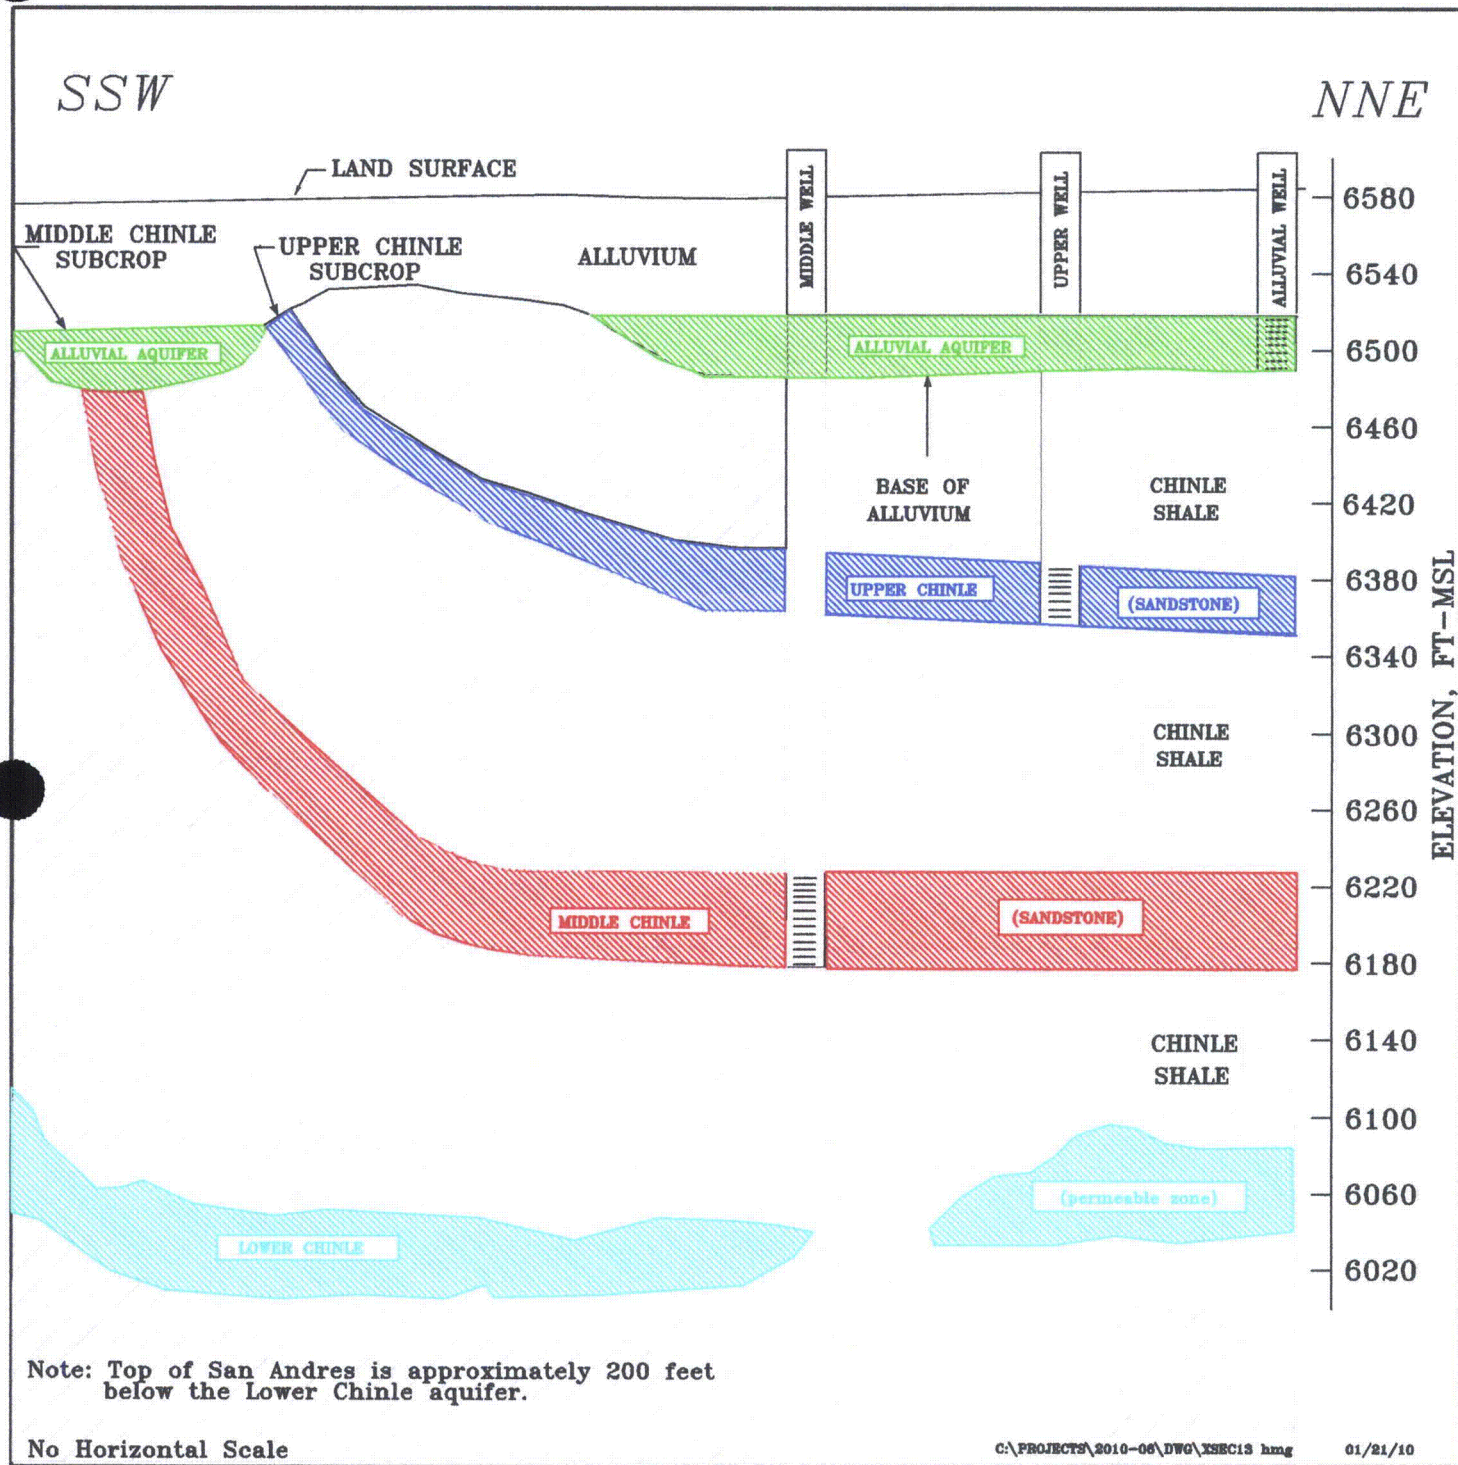 SSW
NNE
LAND SURFACE
MIDDLE CHINLE
SUBCROP
UPPER CHINLE
SUBCROP
ALLUVIUM
MIDDLE WELL
UPPER WELL
ALLUVIAL WELL
ALLUVIAL AQUIFER
ALLUVIAL AQUIFER
BASE OF
ALLUVIUM
CHINLE
SHALE
UPPER CHINLE
(SANDSTONE)
CHINLE
SHALE
MIDDLE CHINLE
(SANDSTONE)
CHINLE
SHALE
LOWER CHINLE
(permeable zone)
6580
6540
6500
6460
6420
6380
6340
6300
6260
6220
6180
6140
6100
6060
6020
ELEVATION, FT-MSL
Note: Top of San Andres is approximately 200 feet
below the Lower Chinle aquifer.
No Horizontal Scale
C:\PROJECTS\2010-06\DWG\XSEC13 hmg
01/21/10